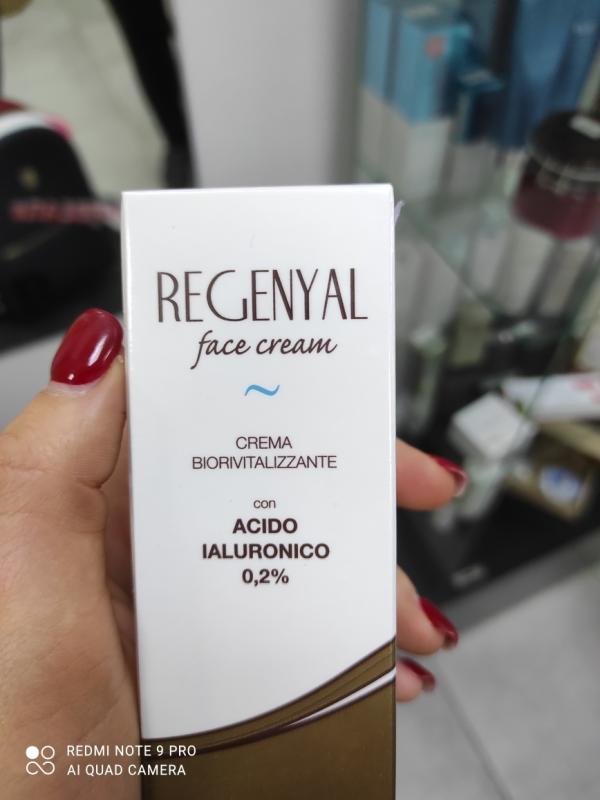 REGENYAL
face cream
~
CREMA
BIORIVITALIZZANTE
con
ACIDO
IALURONICO
0,2%
REDMI NOTE 9 PRO
AI QUAD CAMERA